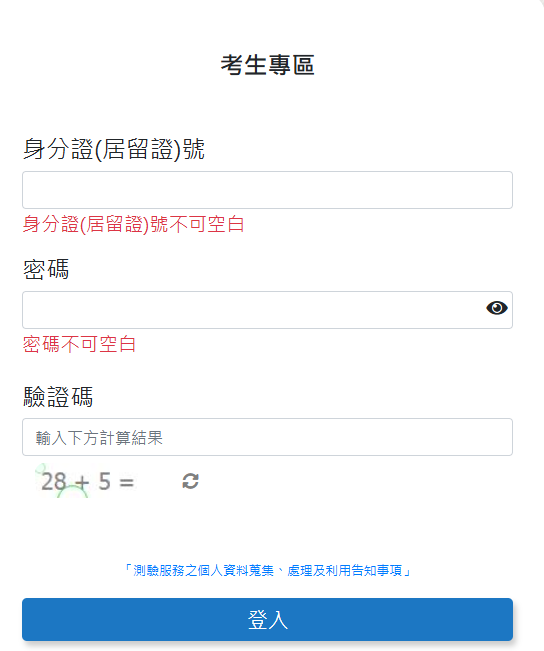 考生專區
身分證(居留證)號
身分證(居留證)號不可空白
密碼
密碼不可空白
驗證碼
輸入下方計算結果
28 + 5 =
「測驗服務之個人資料蒐集、處理及利用告知事項」
登入